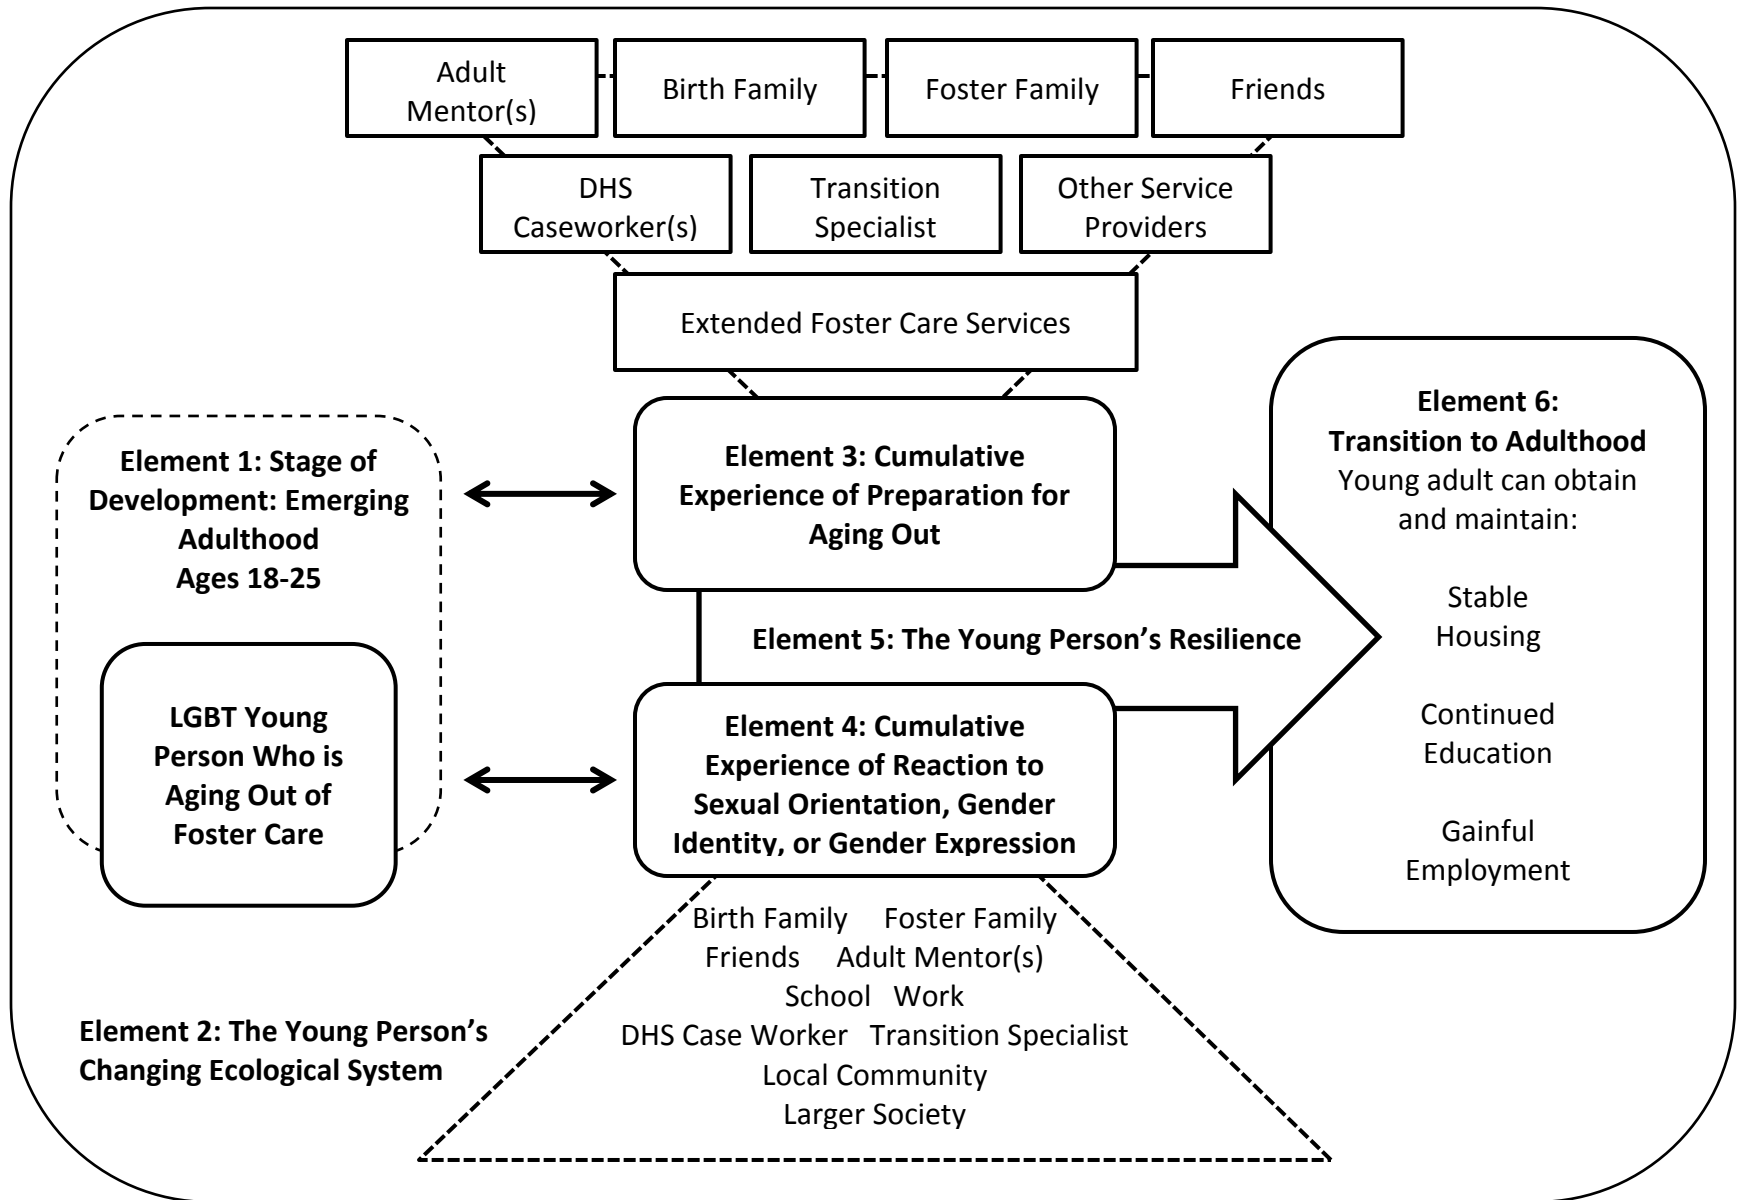 Adult
Mentor(s)
Birth Family
Foster Family
Friends
DHS
Caseworker(s)
Transition
Specialist
Other Service
Providers
Extended Foster Care Services
Element 1: Stage of
Development: Emerging
Adulthood
Ages 18-25
LGBT Young
Person Who is
Aging Out of
Foster Care
Element 3: Cumulative
Experience of Preparation for
Aging Out
Element 5: The Young Person’s Resilience
Element 4: Cumulative
Experience of Reaction to
Sexual Orientation, Gender
Identity, or Gender Expression
Element 6:
Transition to Adulthood
Young adult can obtain
and maintain:
Stable
Housing
Continued
Education
Gainful
Employment
Birth Family Foster Family
Friends Adult Mentor(s)
School Work
DHS Case Worker Transition Specialist
Local Community
Larger Society
Element 2: The Young Person’s
Changing Ecological System